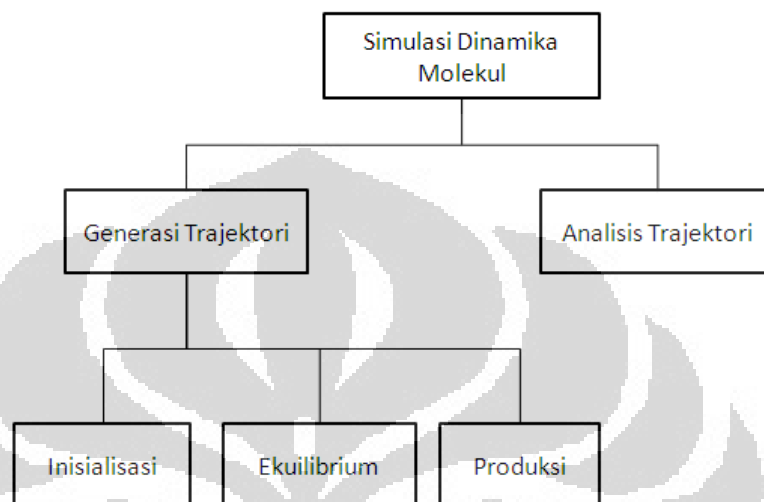 Simulasi Dinamika
Molekul
Generasi Trajektori
Analisis Trajektori
Inisialisasi
Ekuilibrium
Produksi